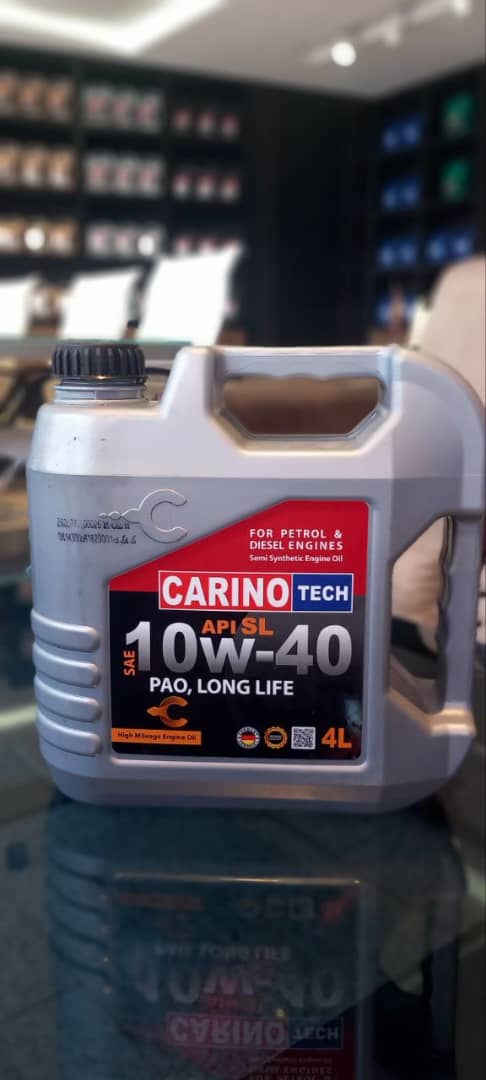 FOR PETROL &
DIESEL ENGINES
Semi Synthetic Engine Oil
CARINO TECH
API SL
SAE 10w-40
PAO, LONG LIFE
High Mileage Engine Oil
4L